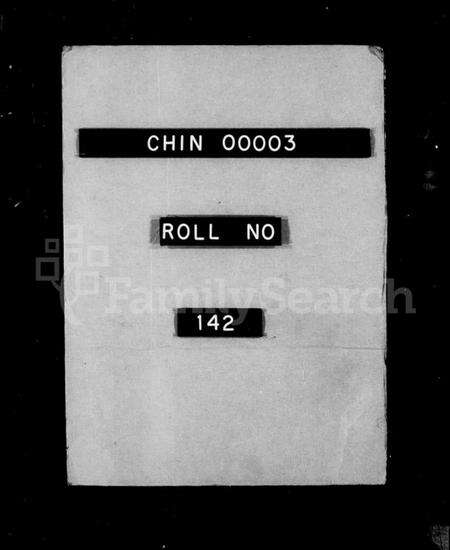 CHIN 00003
ROLL NO
FamilySearch
142